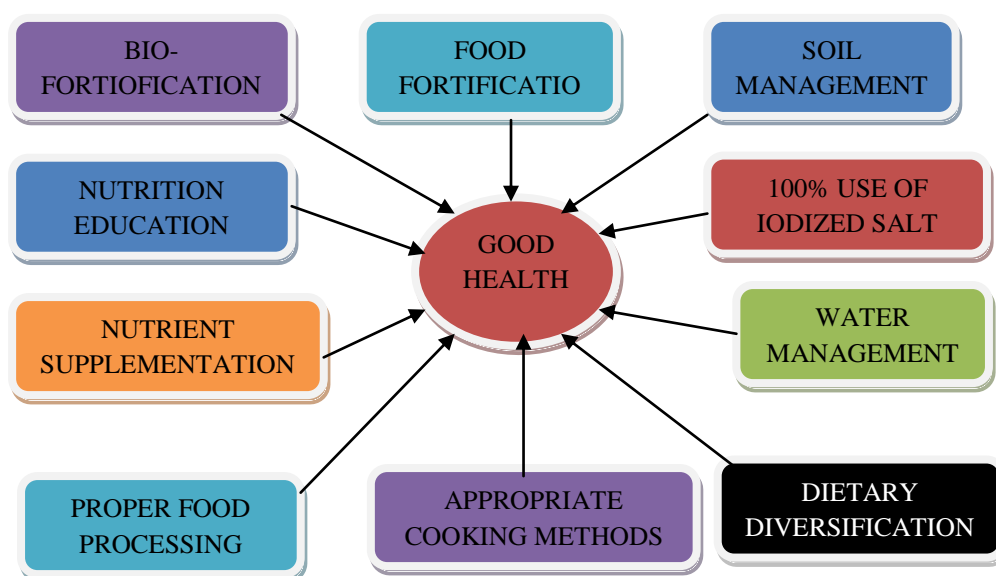 BIO-
FORTIOFICATION
FOOD
FORTIFICATIO
SOIL
MANAGEMENT
NUTRITION
EDUCATION
GOOD
HEALTH
100% USE OF
IODIZED SALT
NUTRIENT
SUPPLEMENTATION
WATER
MANAGEMENT
PROPER FOOD
PROCESSING
APPROPRIATE
COOKING METHODS
DIETARY
DIVERSIFICATION